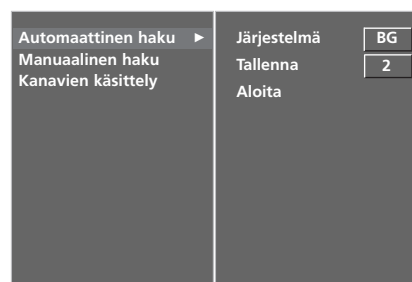 Automaattinen haku ►
Manuaalinen haku
Kanavien käsittely
Järjestelmä BG
Tallenna 2
Aloita